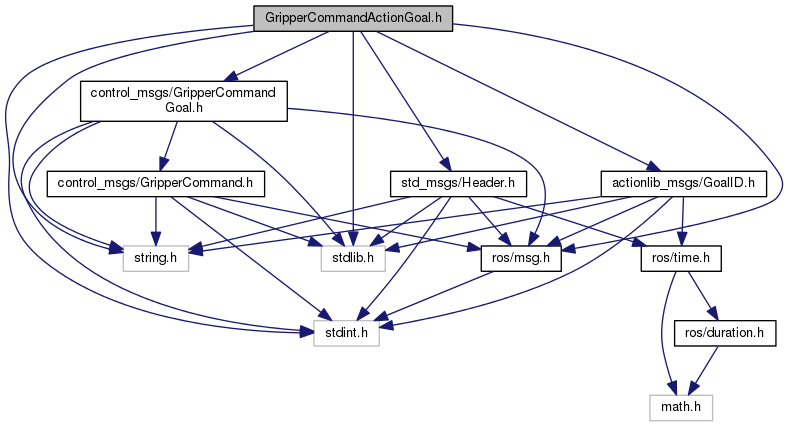 GripperCommandActionGoal.h
control_msgs/GripperCommand
Goal.h
control_msgs/GripperCommand.h
std_msgs/Header.h
actionlib_msgs/GoalID.h
string.h
stdlib.h
ros/msg.h
ros/time.h
stdint.h
ros/duration.h
math.h